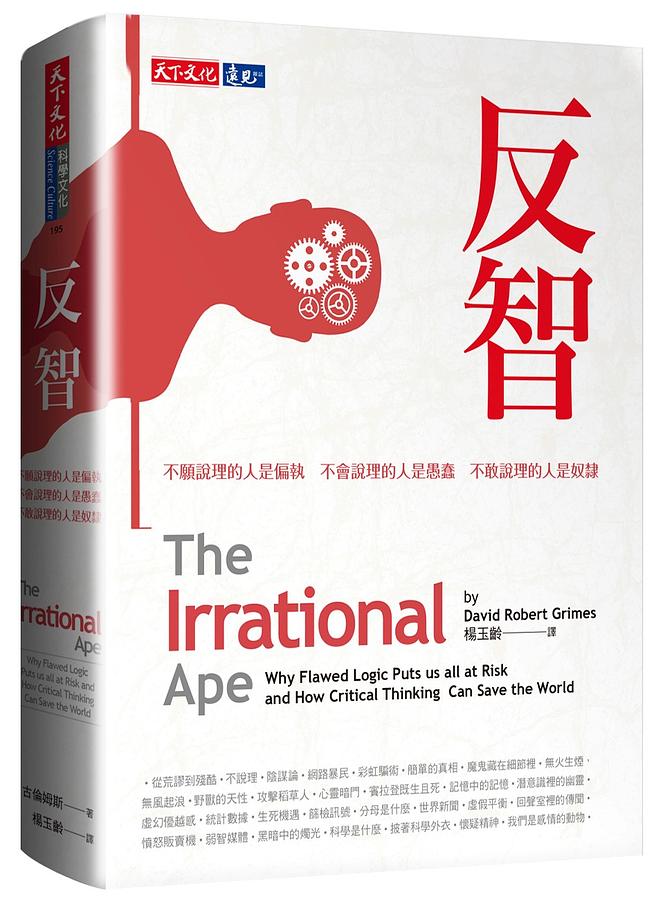 天下文化
科學文化
Science Culture
195
反智
不願說理的人是偏執
不會說理的人是愚蠢
不敢說理的人是奴隸
The
Irrational
Ape
Why Flawed Logic
Puts us all at Risk and
How Critical Thinking
Can Save the World
古倫姆斯——著
楊玉齡——譯
天下文化 遠見
反智
不願說理的人是偏執 不會說理的人是愚蠢 不敢說理的人是奴隸
The
Irrational
Ape
by
David Robert Grimes
楊玉齡———譯
Why Flawed Logic Puts us all at Risk
and How Critical Thinking Can Save the World
・從荒謬到殘酷・不說理・陰謀論・網路暴民・彩虹騙術・簡單的真相・魔鬼藏在細節裡・無火生煙，
無風起浪・野獸的天性・攻擊稻草人・心靈暗門・賓拉登既生且死・記憶中的記憶・潛意識裡的幽靈・
虛幻優越感・統計數據・生死機遇・篩檢訊號・分母是什麼・世界新聞・虛假平衡・回聲室裡的傳聞・
憤怒販賣機・弱智媒體・黑暗中的燭光・科學是什麼・披著科學外衣・懷疑精神・我們是感情的動物・